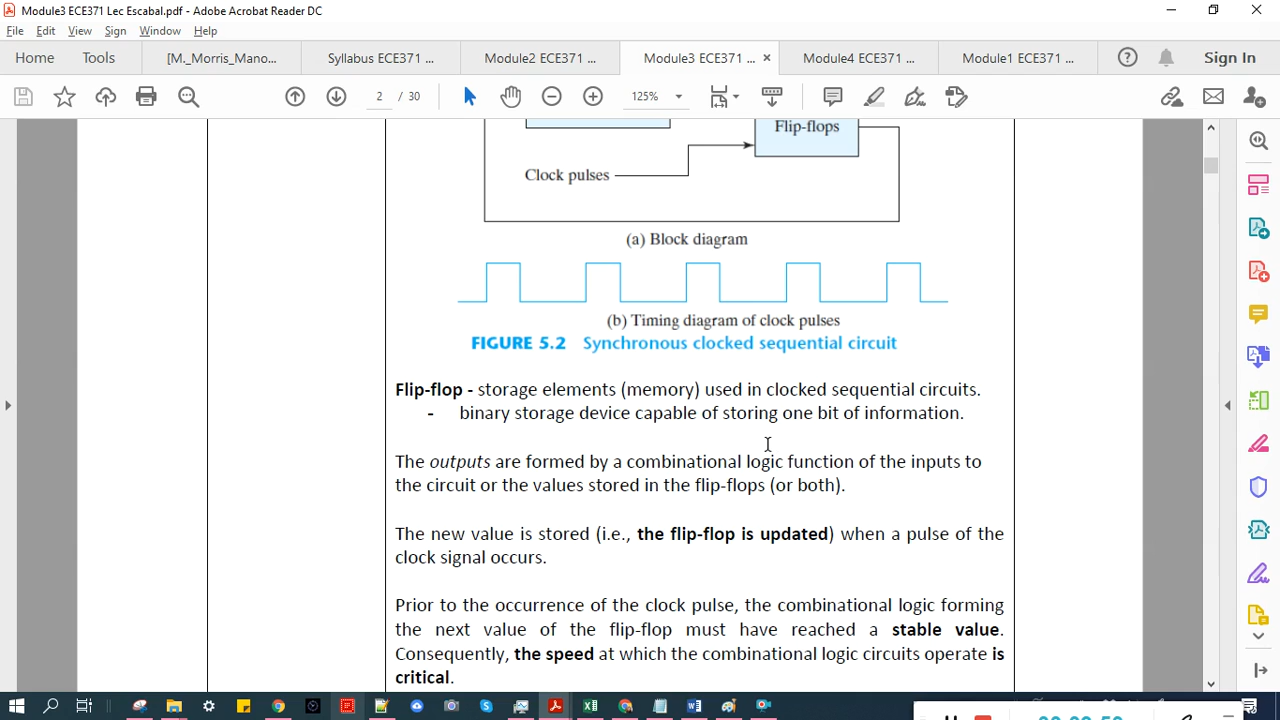 Module3 ECE371 Lec Escabal.pdf - Adobe Acrobat Reader DC
File Edit View Sign Window Help
Home Tools [M._Morris_Mano... Syllabus ECE371 ... Module2 ECE371 ... Module3 ECE371 ... × Module4 ECE371 ... Module1 ECE371 ... Sign In
2 / 30 125%
Flip-flops
Clock pulses
(a) Block diagram
(b) Timing diagram of clock pulses
FIGURE 5.2 Synchronous clocked sequential circuit
Flip-flop - storage elements (memory) used in clocked sequential circuits.
- binary storage device capable of storing one bit of information.
The outputs are formed by a combinational logic function of the inputs to
the circuit or the values stored in the flip-flops (or both).
The new value is stored (i.e., the flip-flop is updated) when a pulse of the
clock signal occurs.
Prior to the occurrence of the clock pulse, the combinational logic forming
the next value of the flip-flop must have reached a stable value.
Consequently, the speed at which the combinational logic circuits operate is
critical.